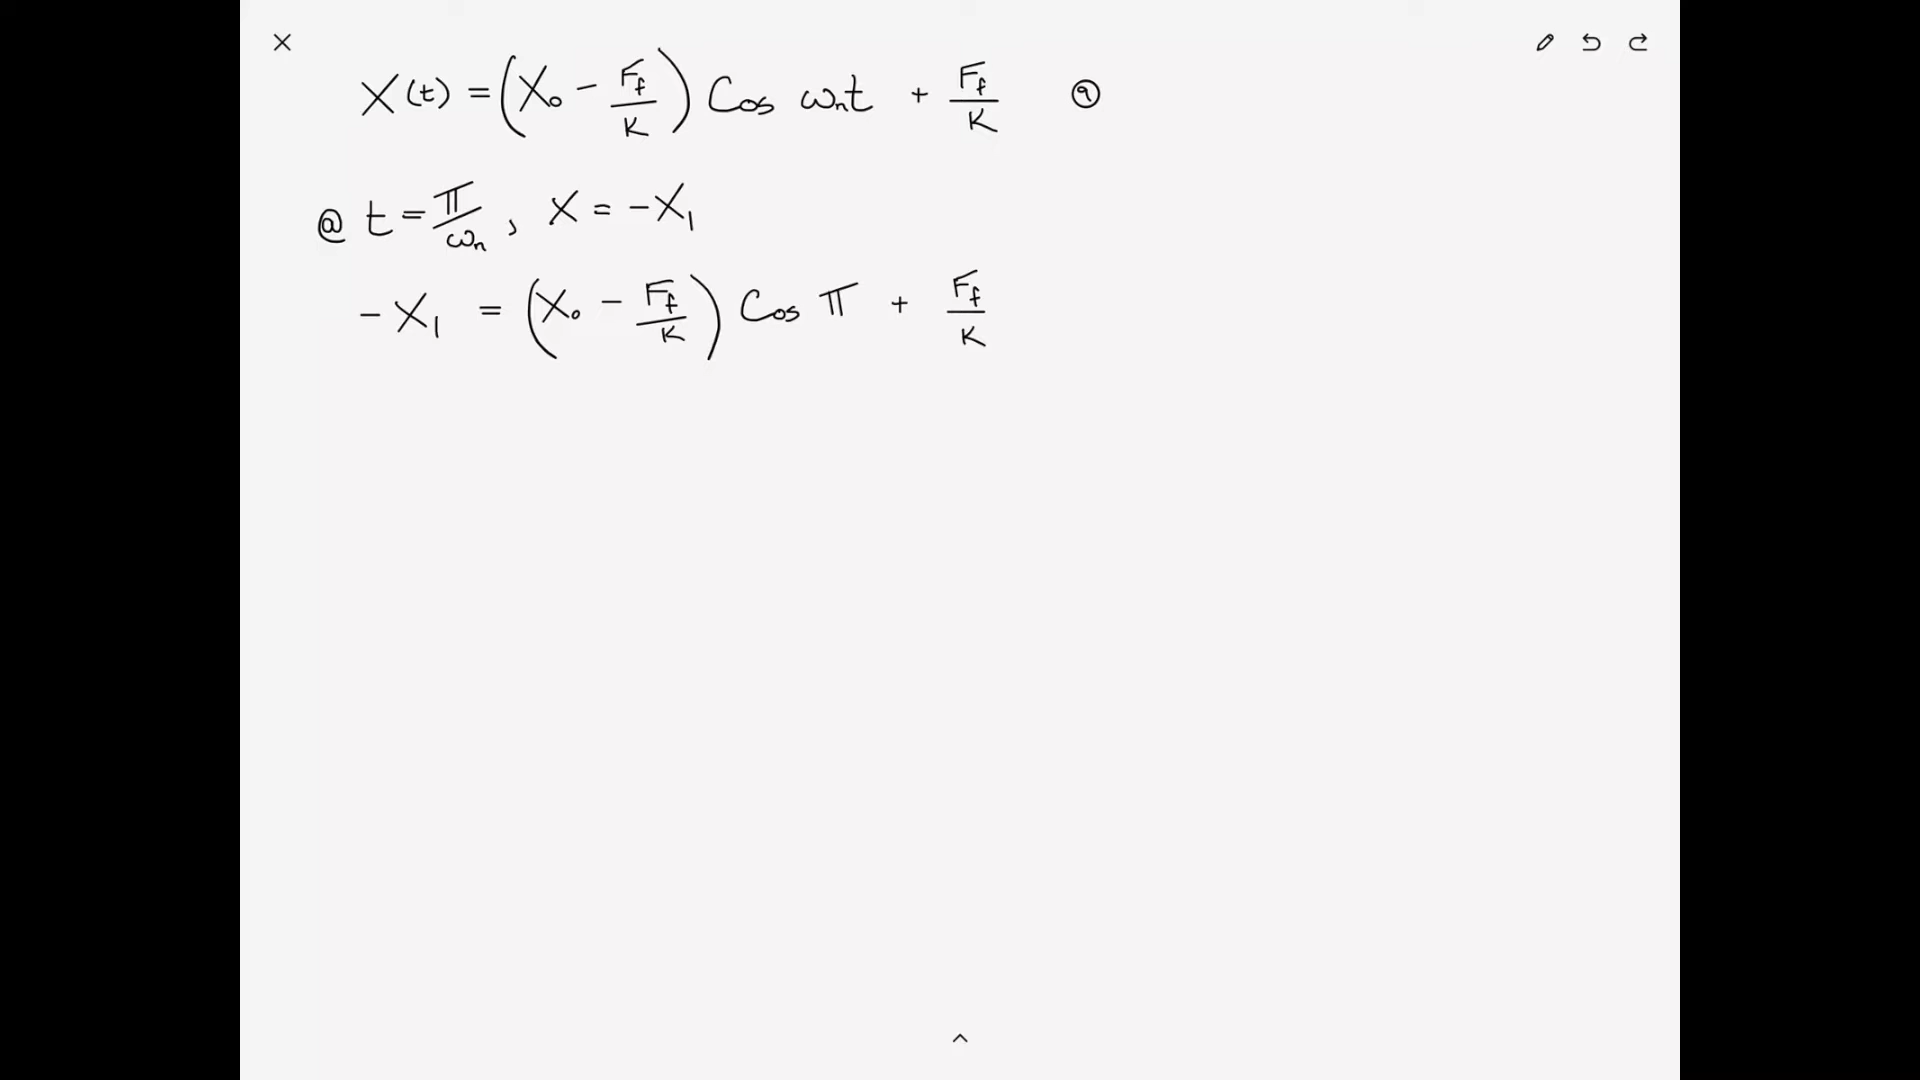 X(t) = (X₀ - F_f/K) Cos ωₙt + F_f/K ⑨
@ t = π/ωₙ, X = -X₁
-X₁ = (X₀ - F_f/K) Cos π + F_f/K